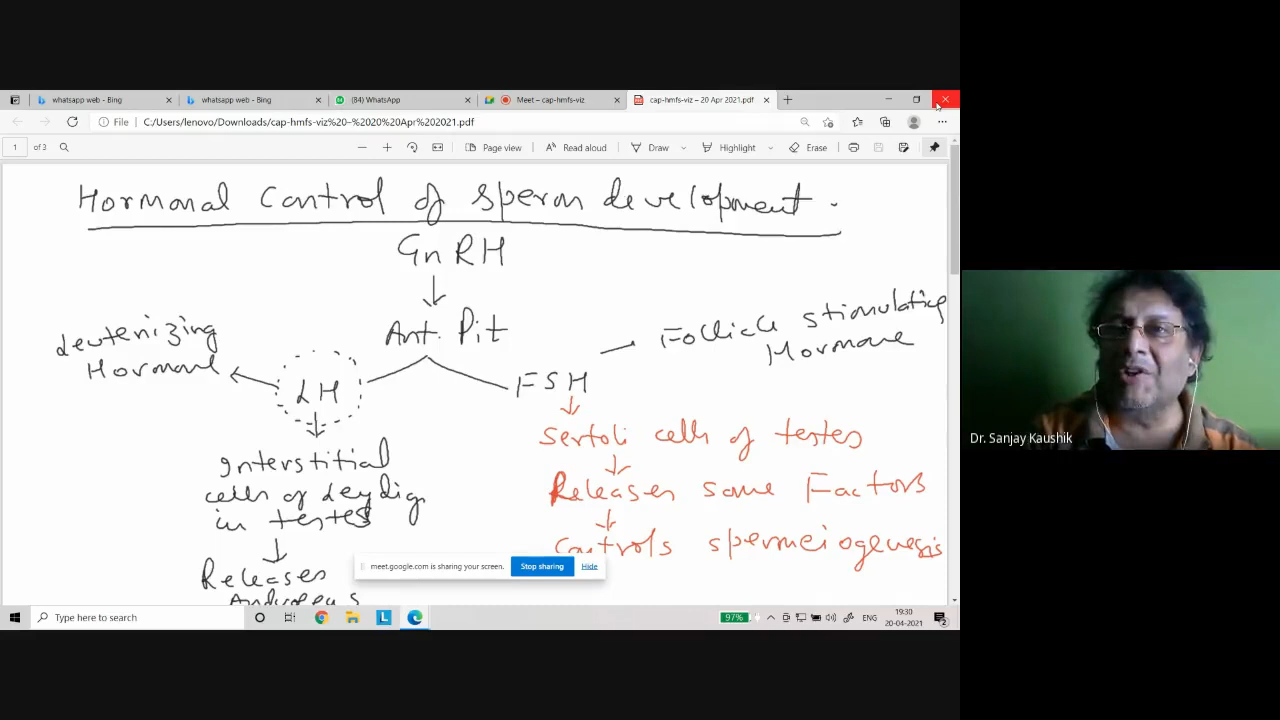 whatsapp web - Bing
whatsapp web - Bing
(84) WhatsApp
Meet – cap-hmfs-viz
cap-hmfs-viz – 20 Apr 2021.pdf
File
C:/Users/lenovo/Downloads/cap-hmfs-viz%20-%2020%20Apr%202021.pdf
1 of 3
Page view
Read aloud
Draw
Highlight
Erase
Hormonal Control of Sperm development.
GnRH
Ant. Pit
Leutenizing
Hormone
LH
FSH
Follicle stimulating
Hormone
Interstitial
cells of Leydig
in testes
Releases
Androgens
Sertoli cells of testes
Releases some Factors
Controls spermeiogenesis
meet.google.com is sharing your screen.
Stop sharing
Hide
Dr. Sanjay Kaushik
Type here to search
L
97%
ENG
19:30
20-04-2021
2